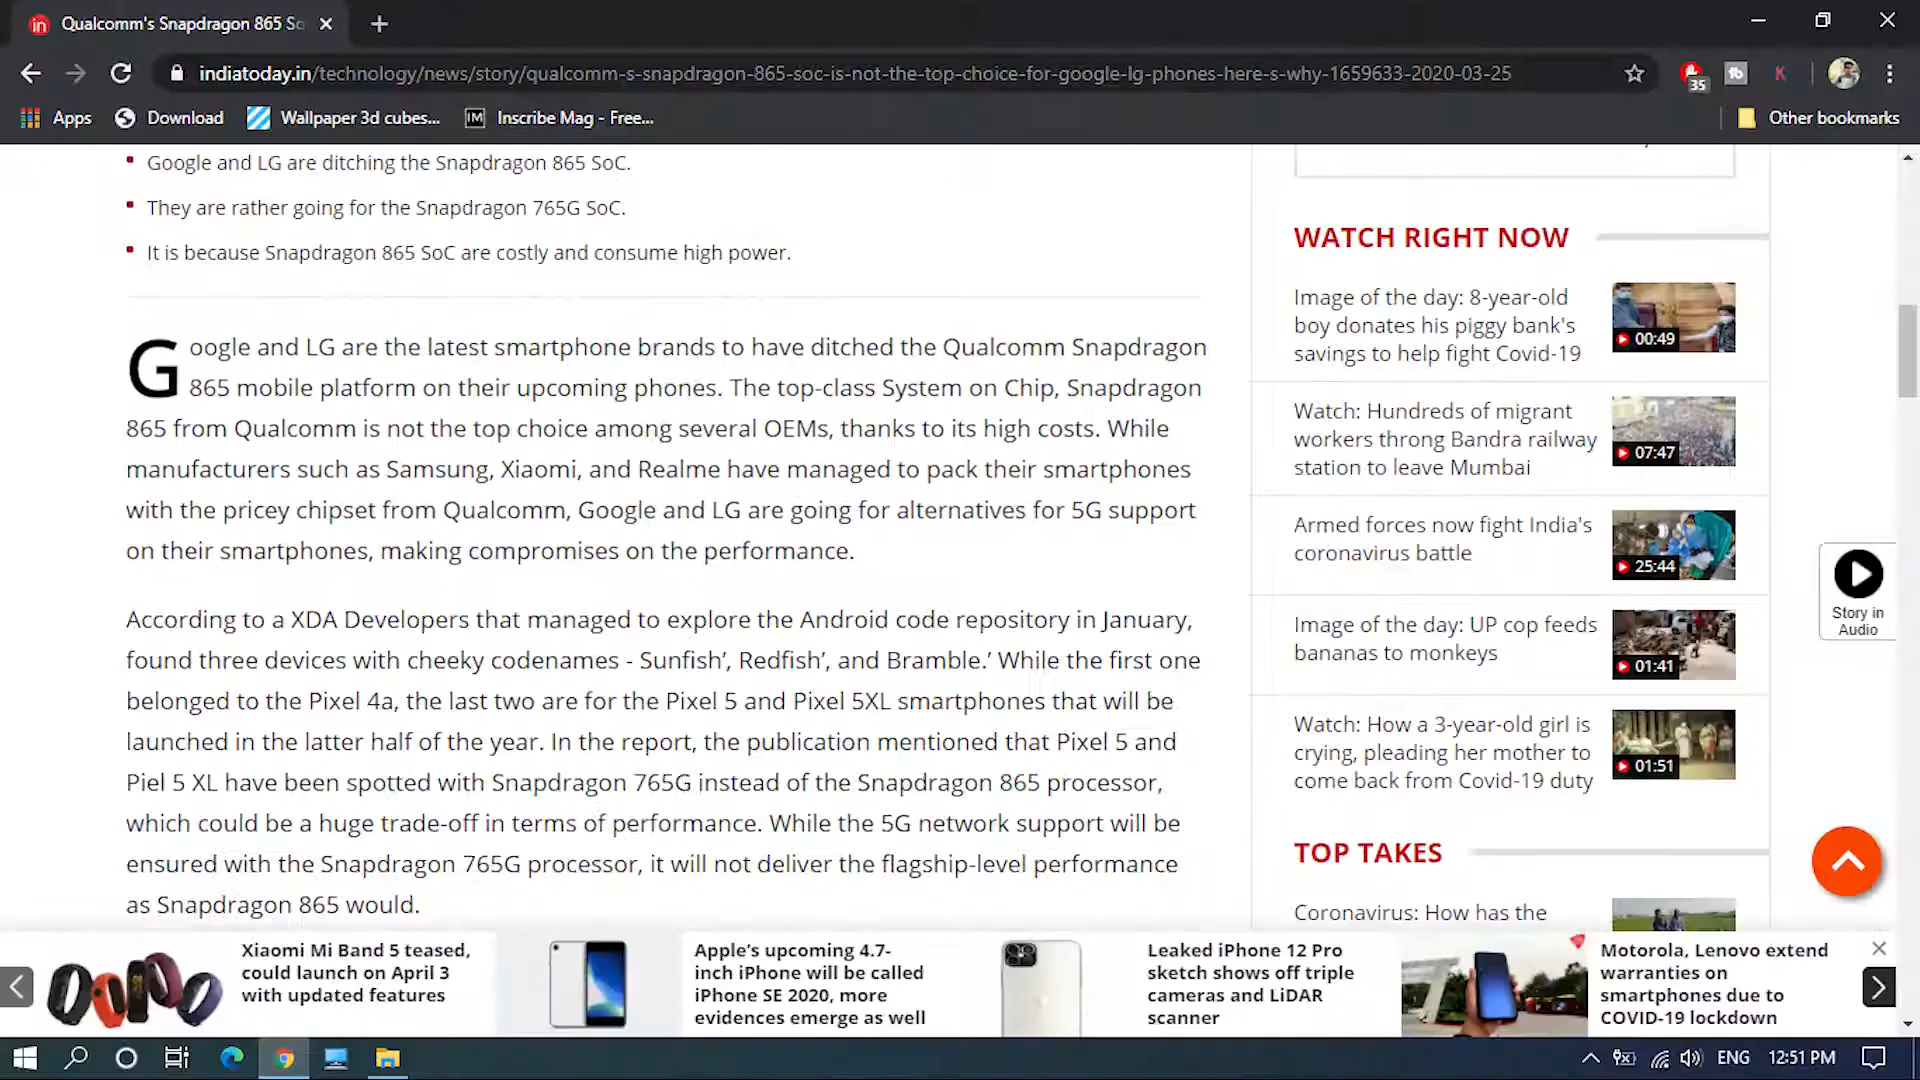 in Qualcomm's Snapdragon 865 So
indiatoday.in/technology/news/story/qualcomm-s-snapdragon-865-soc-is-not-the-top-choice-for-google-lg-phones-here-s-why-1659633-2020-03-25
35
tb
K
Apps Download Wallpaper 3d cubes... IM Inscribe Mag - Free... Other bookmarks
Google and LG are ditching the Snapdragon 865 SoC.
They are rather going for the Snapdragon 765G SoC.
It is because Snapdragon 865 SoC are costly and consume high power.
Google and LG are the latest smartphone brands to have ditched the Qualcomm Snapdragon
865 mobile platform on their upcoming phones. The top-class System on Chip, Snapdragon
865 from Qualcomm is not the top choice among several OEMs, thanks to its high costs. While
manufacturers such as Samsung, Xiaomi, and Realme have managed to pack their smartphones
with the pricey chipset from Qualcomm, Google and LG are going for alternatives for 5G support
on their smartphones, making compromises on the performance.
According to a XDA Developers that managed to explore the Android code repository in January,
found three devices with cheeky codenames - Sunfish’, Redfish’, and Bramble.’ While the first one
belonged to the Pixel 4a, the last two are for the Pixel 5 and Pixel 5XL smartphones that will be
launched in the latter half of the year. In the report, the publication mentioned that Pixel 5 and
Piel 5 XL have been spotted with Snapdragon 765G instead of the Snapdragon 865 processor,
which could be a huge trade-off in terms of performance. While the 5G network support will be
ensured with the Snapdragon 765G processor, it will not deliver the flagship-level performance
as Snapdragon 865 would.
WATCH RIGHT NOW
Image of the day: 8-year-old
boy donates his piggy bank's
savings to help fight Covid-19
00:49
Watch: Hundreds of migrant
workers throng Bandra railway
station to leave Mumbai
07:47
Armed forces now fight India's
coronavirus battle
25:44
Image of the day: UP cop feeds
bananas to monkeys
01:41
Watch: How a 3-year-old girl is
crying, pleading her mother to
come back from Covid-19 duty
01:51
TOP TAKES
Coronavirus: How has the
Story in
Audio
Xiaomi Mi Band 5 teased,
could launch on April 3
with updated features
Apple’s upcoming 4.7-
inch iPhone will be called
iPhone SE 2020, more
evidences emerge as well
Leaked iPhone 12 Pro
sketch shows off triple
cameras and LiDAR
scanner
Motorola, Lenovo extend
warranties on
smartphones due to
COVID-19 lockdown
ENG 12:51 PM